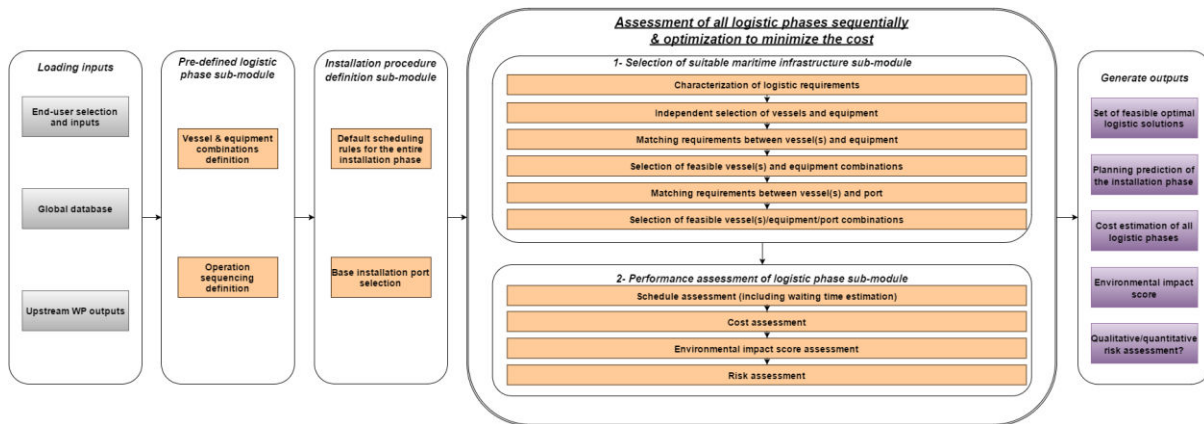 Loading inputs
End-user selection
and inputs
Global database
Upstream WP outputs
Pre-defined logistic
phase sub-module
Vessel & equipment
combinations
definition
Operation
sequencing
definition
Installation procedure
definition sub-module
Default scheduling
rules for the entire
installation phase
Base installation port
selection
Assessment of all logistic phases sequentially
& optimization to minimize the cost
1- Selection of suitable maritime infrastructure sub-module
Characterization of logistic requirements
Independent selection of vessels and equipment
Matching requirements between vessel(s) and equipment
Selection of feasible vessel(s) and equipment combinations
Matching requirements between vessel(s) and port
Selection of feasible vessel(s)/equipment/port combinations
2- Performance assessment of logistic phase sub-module
Schedule assessment (including waiting time estimation)
Cost assessment
Environmental impact score assessment
Risk assessment
Generate outputs
Set of feasible optimal
logistic solutions
Planning prediction of
the installation phase
Cost estimation of all
logistic phases
Environmental impact
score
Qualitative/quantitative
risk assessment?